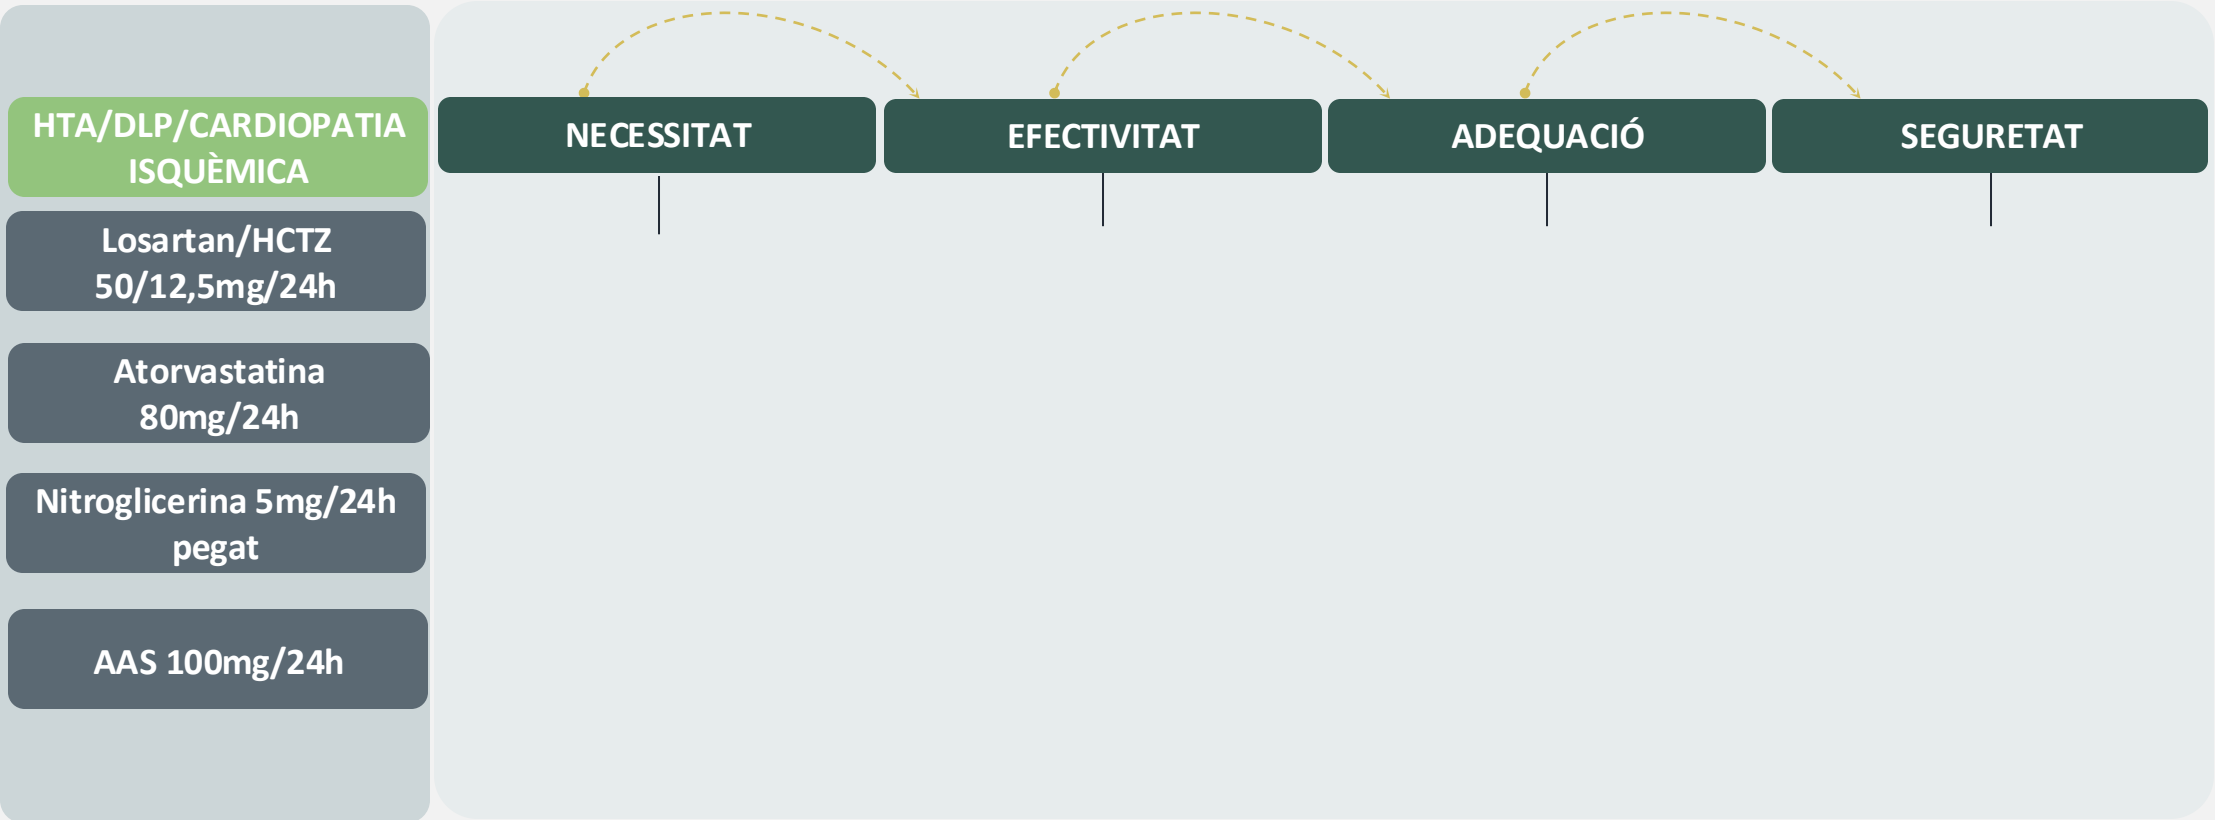 HTA/DLP/CARDIOPATIA
ISQUÈMICA
NECESSITAT
EFECTIVITAT
ADEQUACIÓ
SEGURETAT
Losartan/HCTZ
50/12,5mg/24h
Atorvastatina
80mg/24h
Nitroglicerina 5mg/24h
pegat
AAS 100mg/24h